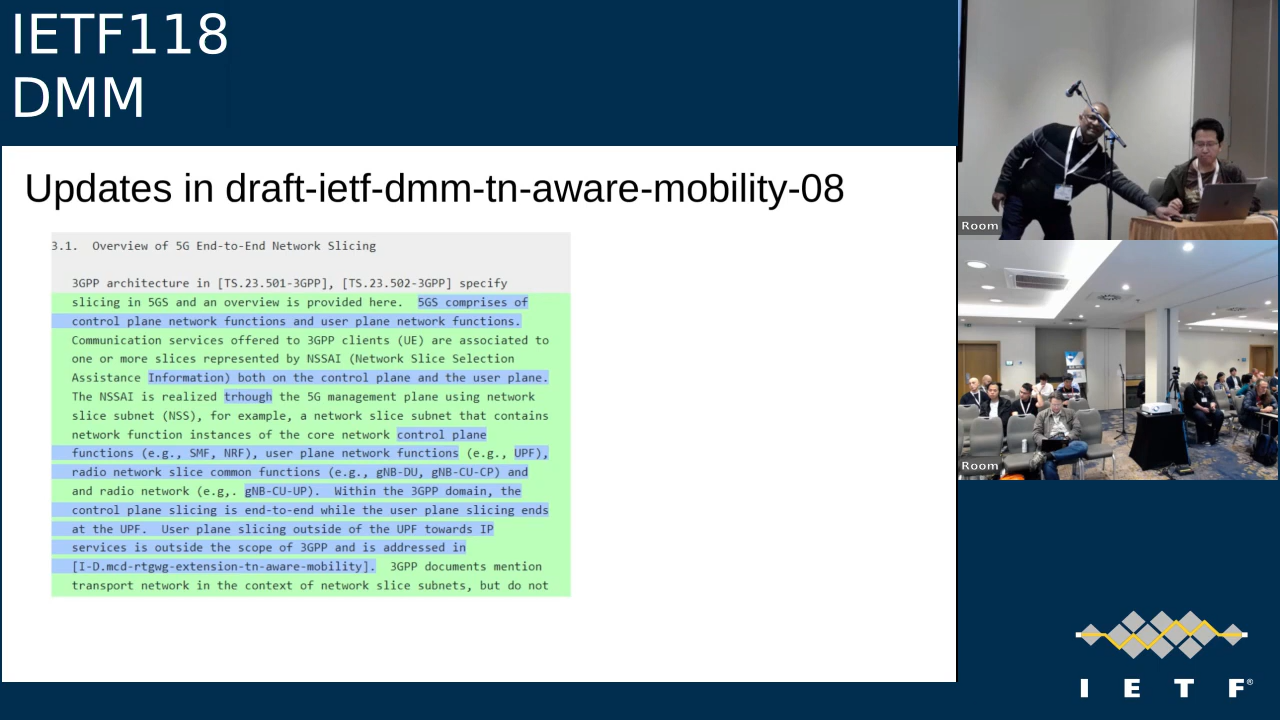 IETF118
DMM
Updates in draft-ietf-dmm-tn-aware-mobility-08
3.1. Overview of 5G End-to-End Network Slicing
3GPP architecture in [TS.23.501-3GPP], [TS.23.502-3GPP] specify
slicing in 5GS and an overview is provided here. 5GS comprises of
control plane network functions and user plane network functions.
Communication services offered to 3GPP clients (UE) are associated to
one or more slices represented by NSSAI (Network Slice Selection
Assistance Information) both on the control plane and the user plane.
The NSSAI is realized trhough the 5G management plane using network
slice subnet (NSS), for example, a network slice subnet that contains
network function instances of the core network control plane
functions (e.g., SMF, NRF), user plane network functions (e.g., UPF),
radio network slice common functions (e.g., gNB-DU, gNB-CU-CP) and
and radio network (e.g,. gNB-CU-UP). Within the 3GPP domain, the
control plane slicing is end-to-end while the user plane slicing ends
at the UPF. User plane slicing outside of the UPF towards IP
services is outside the scope of 3GPP and is addressed in
[I-D.mcd-rtgwg-extension-tn-aware-mobility]. 3GPP documents mention
transport network in the context of network slice subnets, but do not
Room
Room
I E T F®